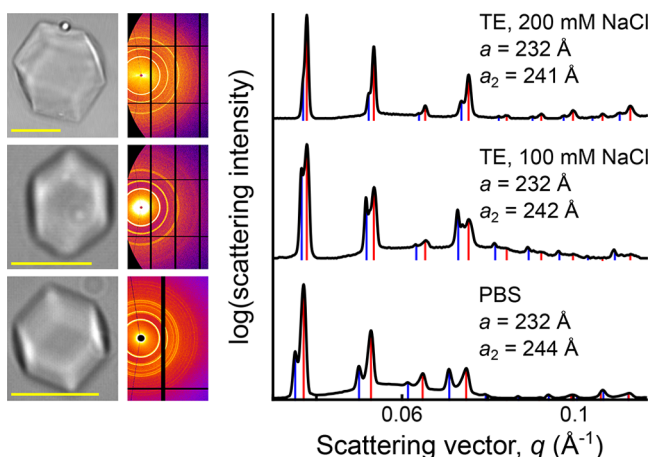 log(scattering intensity)
TE, 200 mM NaCl
a = 232 Å
a₂ = 241 Å
TE, 100 mM NaCl
a = 232 Å
a₂ = 242 Å
PBS
a = 232 Å
a₂ = 244 Å
0.06 0.1
Scattering vector, q (Å⁻¹)